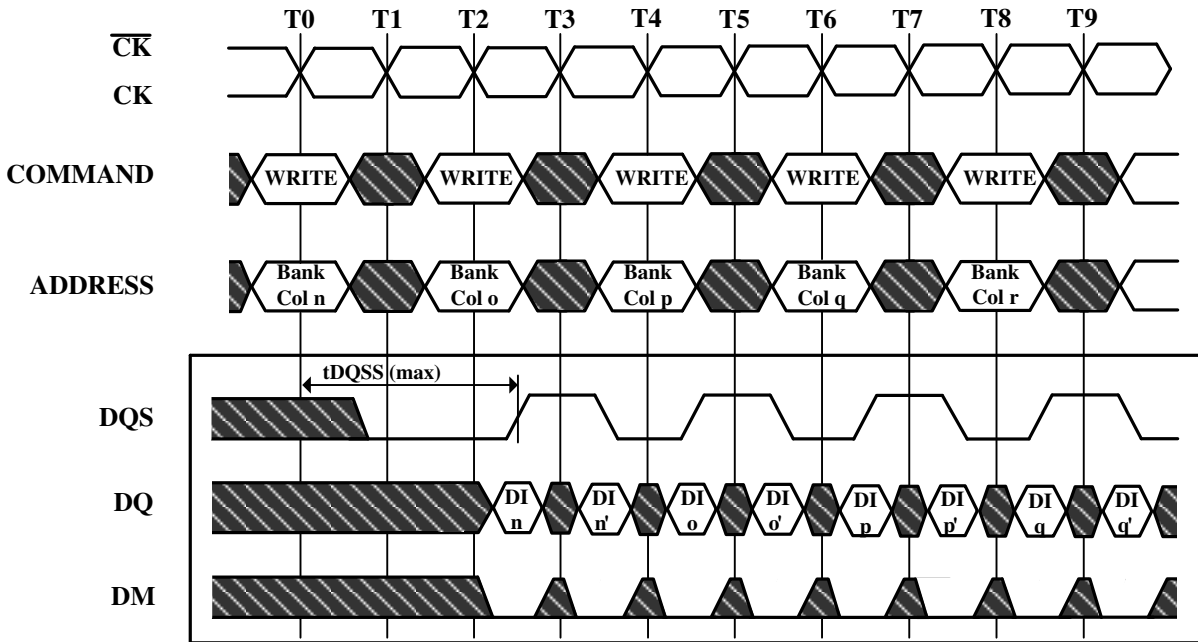 T0 T1 T2 T3 T4 T5 T6 T7 T8 T9
CK
CK
COMMAND
WRITE WRITE WRITE WRITE WRITE
ADDRESS
Bank Bank Bank Bank Bank
Col n Col o Col p Col q Col r
tDQSS (max)
DQS
DQ
DI DI DI DI DI DI DI DI
n n' o o' p p' q q'
DM